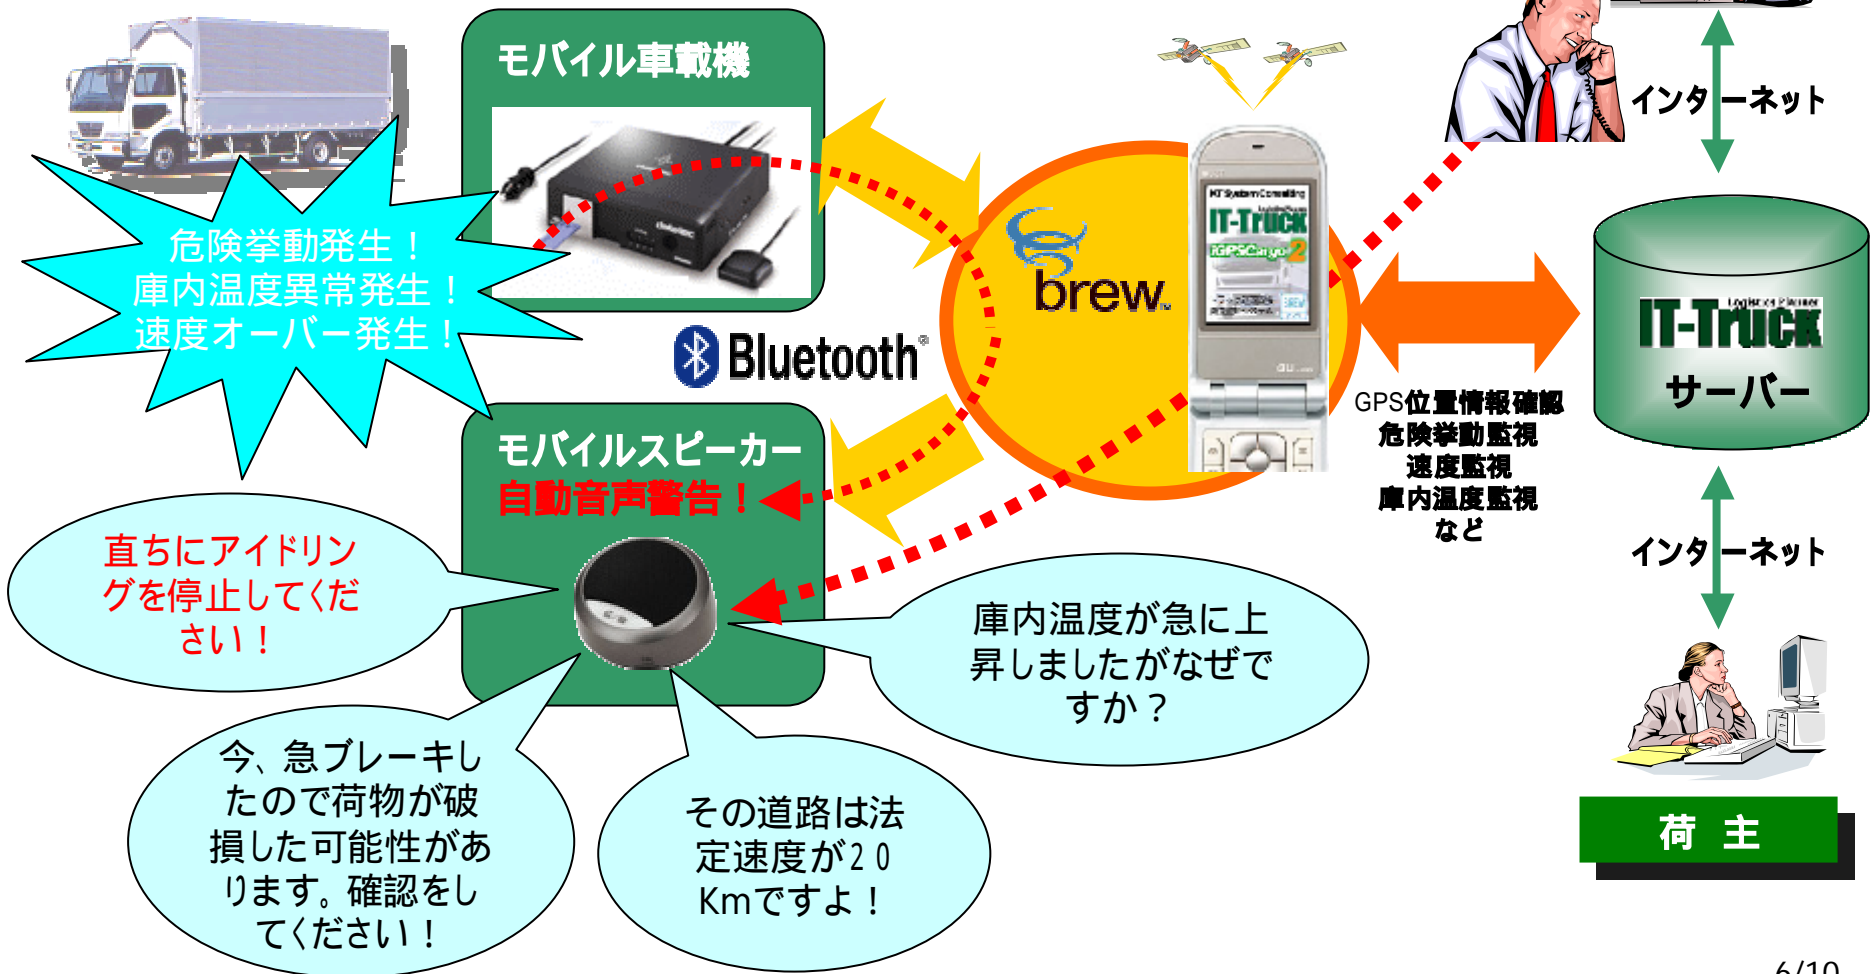 モバイル車載機
インターネット
危険挙動発生！
庫内温度異常発生！
速度オーバー発生！
KT System Consulting
IT-Truck
brew
Bluetooth
GPS位置情報確認
危険挙動監視
速度監視
庫内温度監視
など
Logistics Planner
IT-Truck
サーバー
モバイルスピーカー
自動音声警告！
インターネット
直ちにアイドリン
グを停止してくだ
さい！
庫内温度が急に上
昇しましたがなぜで
すか？
今、急ブレーキし
たので荷物が破
損した可能性があ
ります。確認をし
てください！
その道路は法
定速度が２０
Kmですよ！
荷 主
6/10